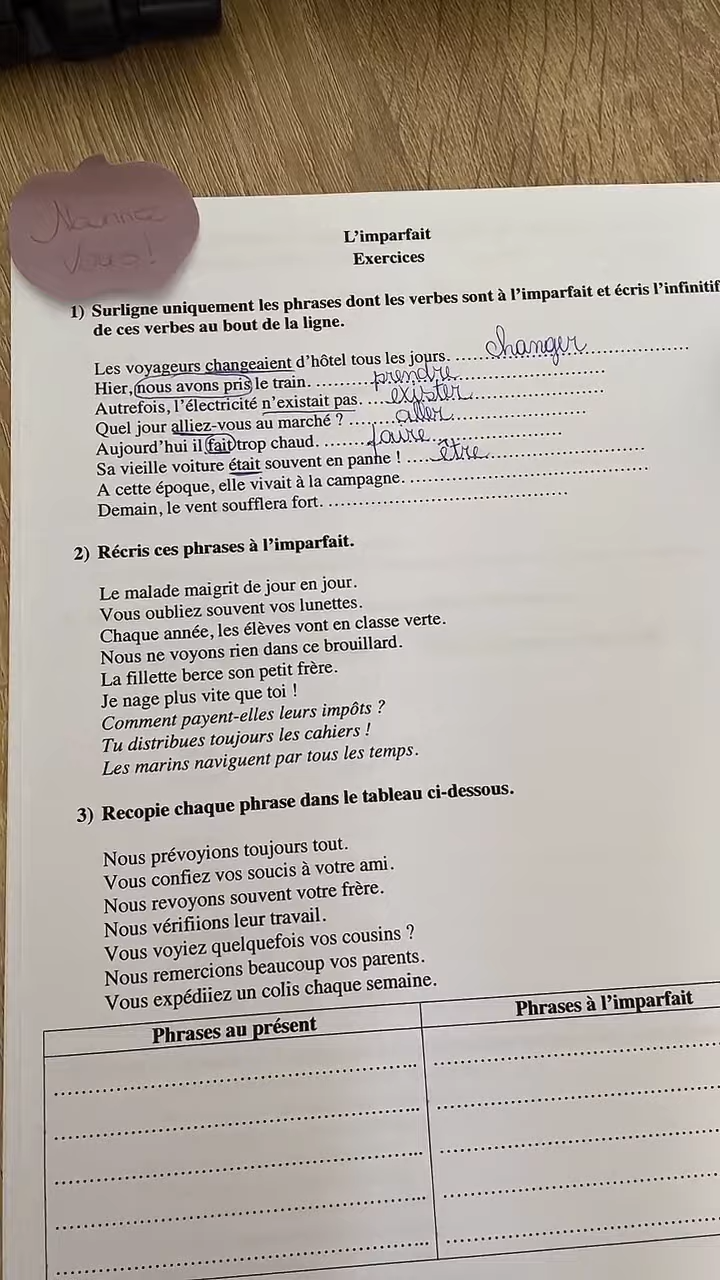 L'imparfait
Exercices
1) Surligne uniquement les phrases dont les verbes sont à l'imparfait et écris l'infinitif
de ces verbes au bout de la ligne.
Les voyageurs changeaient d'hôtel tous les jours. changer
Hier, nous avons pris le train. prendre
Autrefois, l'électricité n'existait pas. exister
Quel jour alliez-vous au marché ? aller
Aujourd'hui il fait trop chaud. faire
Sa vieille voiture était souvent en panne ! être
A cette époque, elle vivait à la campagne.
Demain, le vent soufflera fort.
2) Récris ces phrases à l'imparfait.
Le malade maigrit de jour en jour.
Vous oubliez souvent vos lunettes.
Chaque année, les élèves vont en classe verte.
Nous ne voyons rien dans ce brouillard.
La fillette berce son petit frère.
Je nage plus vite que toi !
Comment payent-elles leurs impôts ?
Tu distribues toujours les cahiers !
Les marins naviguent par tous les temps.
3) Recopie chaque phrase dans le tableau ci-dessous.
Nous prévoyions toujours tout.
Vous confiez vos soucis à votre ami.
Nous revoyons souvent votre frère.
Nous vérifiions leur travail.
Vous voyiez quelquefois vos cousins ?
Nous remercions beaucoup vos parents.
Vous expédiiez un colis chaque semaine.
Phrases au présent Phrases à l'imparfait